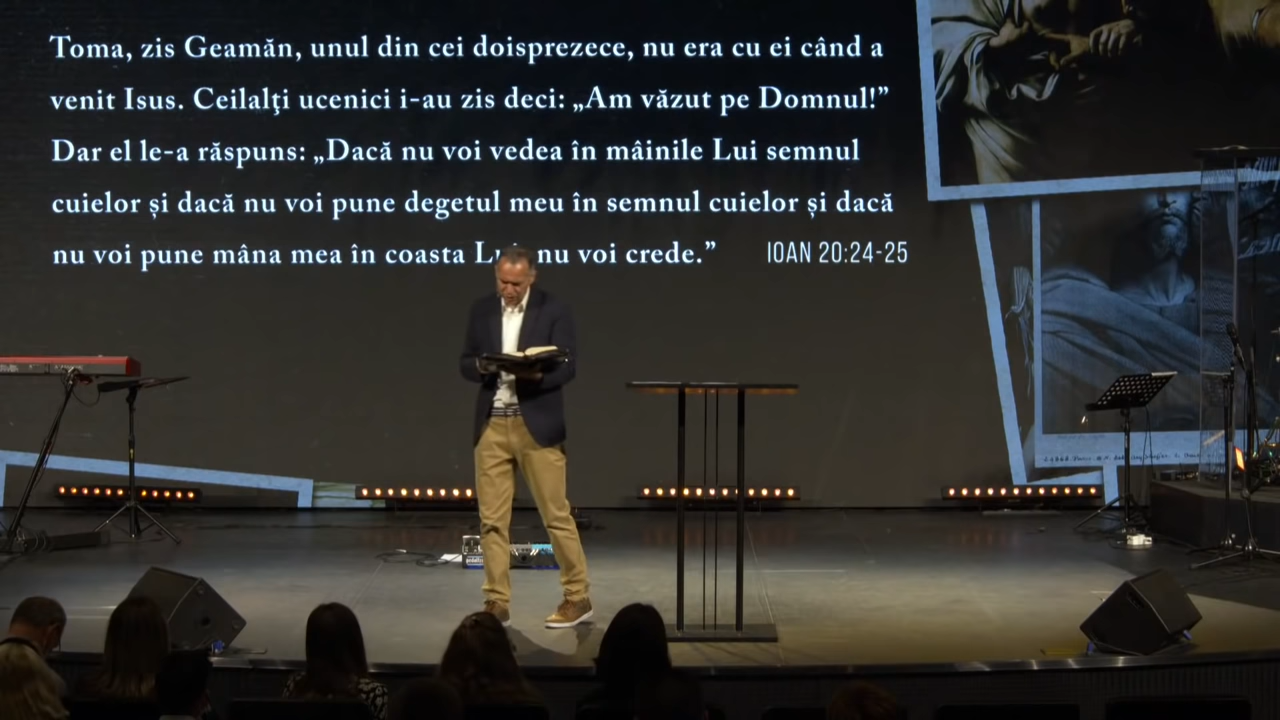 Toma, zis Geamăn, unul din cei doisprezece, nu era cu ei când a
venit Isus. Ceilalţi ucenici i-au zis deci: „Am văzut pe Domnul!”
Dar el le-a răspuns: „Dacă nu voi vedea în mâinile Lui semnul
cuielor și dacă nu voi pune degetul meu în semnul cuielor și dacă
nu voi pune mâna mea în coasta nu voi crede.” IOAN 20:24-25